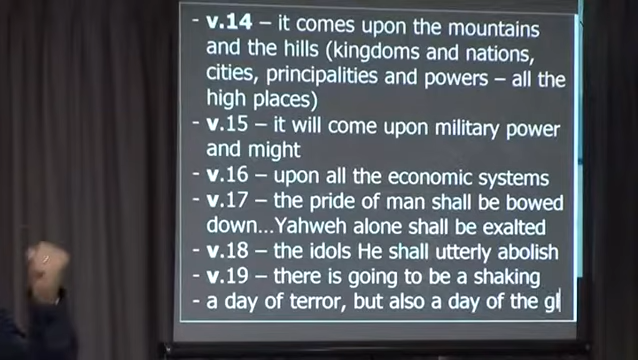 - v.14 – it comes upon the mountains
and the hills (kingdoms and nations,
cities, principalities and powers – all the
high places)
- v.15 – it will come upon military power
and might
- v.16 – upon all the economic systems
- v.17 – the pride of man shall be bowed
down...Yahweh alone shall be exalted
- v.18 – the idols He shall utterly abolish
- v.19 – there is going to be a shaking
- a day of terror, but also a day of the gl